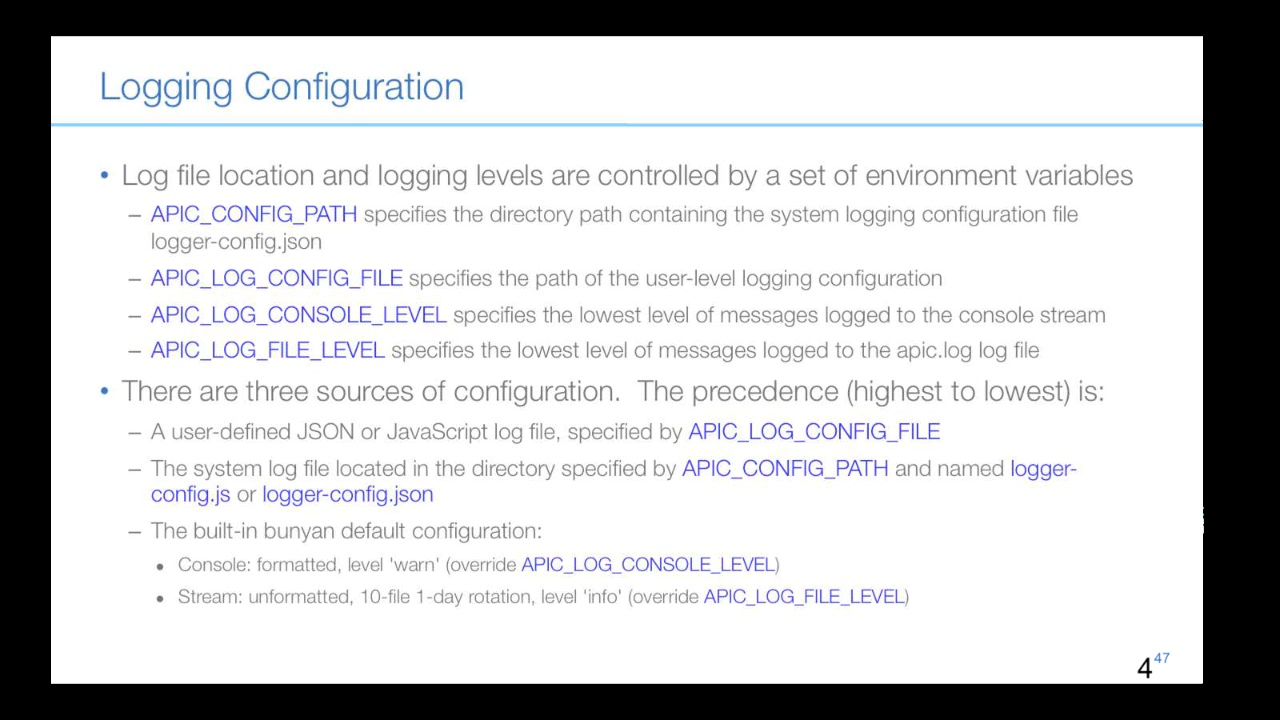 Logging Configuration
• Log file location and logging levels are controlled by a set of environment variables
– APIC_CONFIG_PATH specifies the directory path containing the system logging configuration file
logger-config.json
– APIC_LOG_CONFIG_FILE specifies the path of the user-level logging configuration
– APIC_LOG_CONSOLE_LEVEL specifies the lowest level of messages logged to the console stream
– APIC_LOG_FILE_LEVEL specifies the lowest level of messages logged to the apic.log log file
• There are three sources of configuration.  The precedence (highest to lowest) is:
– A user-defined JSON or JavaScript log file, specified by APIC_LOG_CONFIG_FILE
– The system log file located in the directory specified by APIC_CONFIG_PATH and named logger-
config.js or logger-config.json
– The built-in bunyan default configuration:
• Console: formatted, level 'warn' (override APIC_LOG_CONSOLE_LEVEL)
• Stream: unformatted, 10-file 1-day rotation, level 'info' (override APIC_LOG_FILE_LEVEL)
4 47